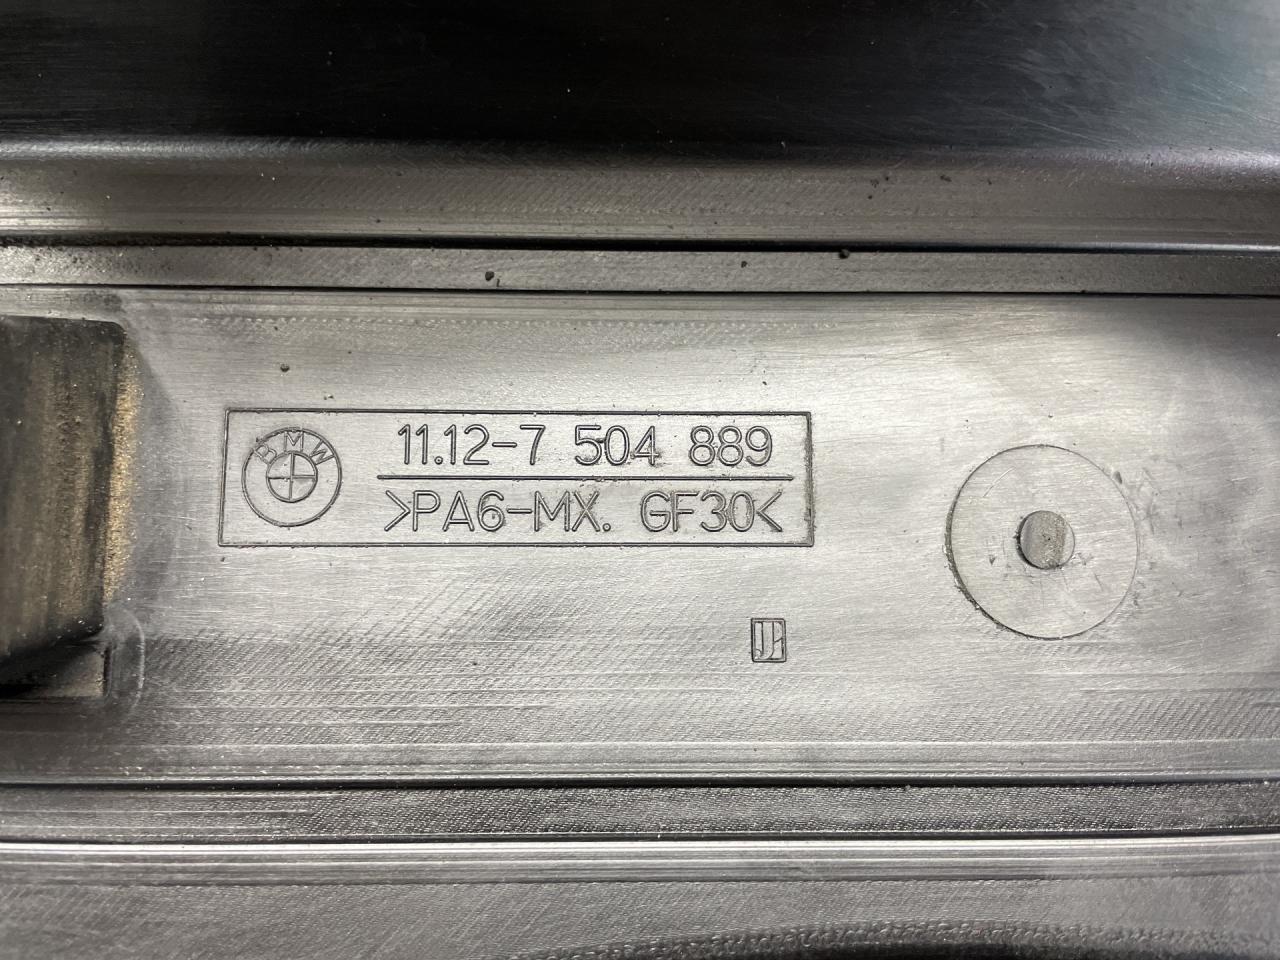 BMW
11.12-7 504 889
>PA6-MX. GF30<